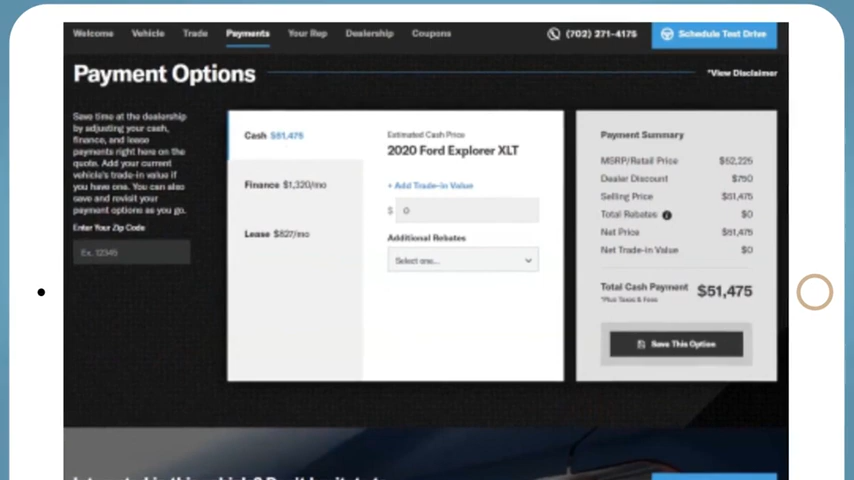 Welcome Vehicle Trade Payments Your Rep Dealership Coupons (702) 271-4175 Schedule Test Drive
Payment Options
*View Disclaimer
Save time at the dealership
by adjusting your cash,
finance, and lease
payments right here on the
quote. Add your current
vehicle's trade-in value if
you have one. You can also
save and revisit your
payment options as you go.
Enter Your Zip Code
Ex. 12345
Cash $51,475
Finance $1,320/mo
Lease $827/mo
Estimated Cash Price
2020 Ford Explorer XLT
+ Add Trade-in Value
$ 0
Additional Rebates
Select one...
Payment Summary
MSRP/Retail Price $52,225
Dealer Discount $750
Selling Price $51,475
Total Rebates $0
Net Price $51,475
Net Trade-in Value $0
Total Cash Payment $51,475
*Plus Taxes & Fees
Save This Option